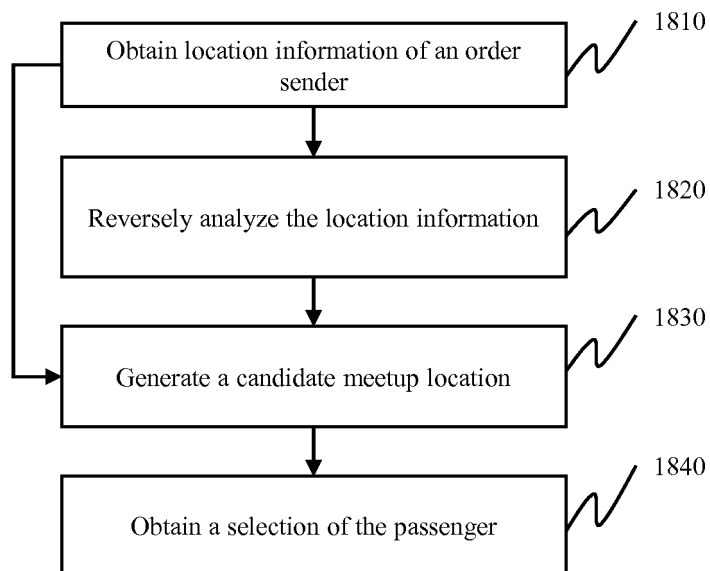 1810
Obtain location information of an order
sender
1820
Reversely analyze the location information
1830
Generate a candidate meetup location
1840
Obtain a selection of the passenger